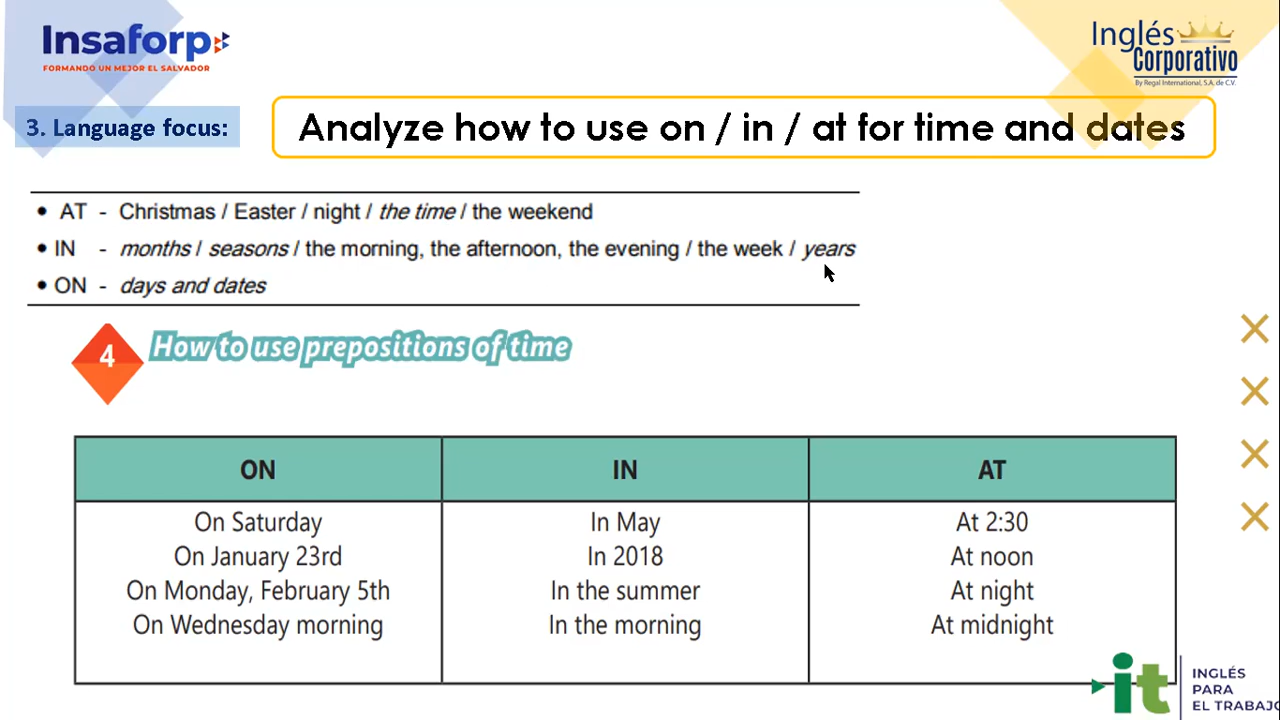 Insaforp
FORMANDO UN MEJOR EL SALVADOR
Inglés
Corporativo
By Regal International, S.A. de C.V.
3. Language focus:
Analyze how to use on / in / at for time and dates
• AT - Christmas / Easter / night / the time / the weekend
• IN - months / seasons / the morning, the afternoon, the evening / the week / years
• ON - days and dates
4 How to use prepositions of time
ON IN AT
On Saturday In May At 2:30
On January 23rd In 2018 At noon
On Monday, February 5th In the summer At night
On Wednesday morning In the morning At midnight
it
INGLÉS
PARA
EL TRABAJO